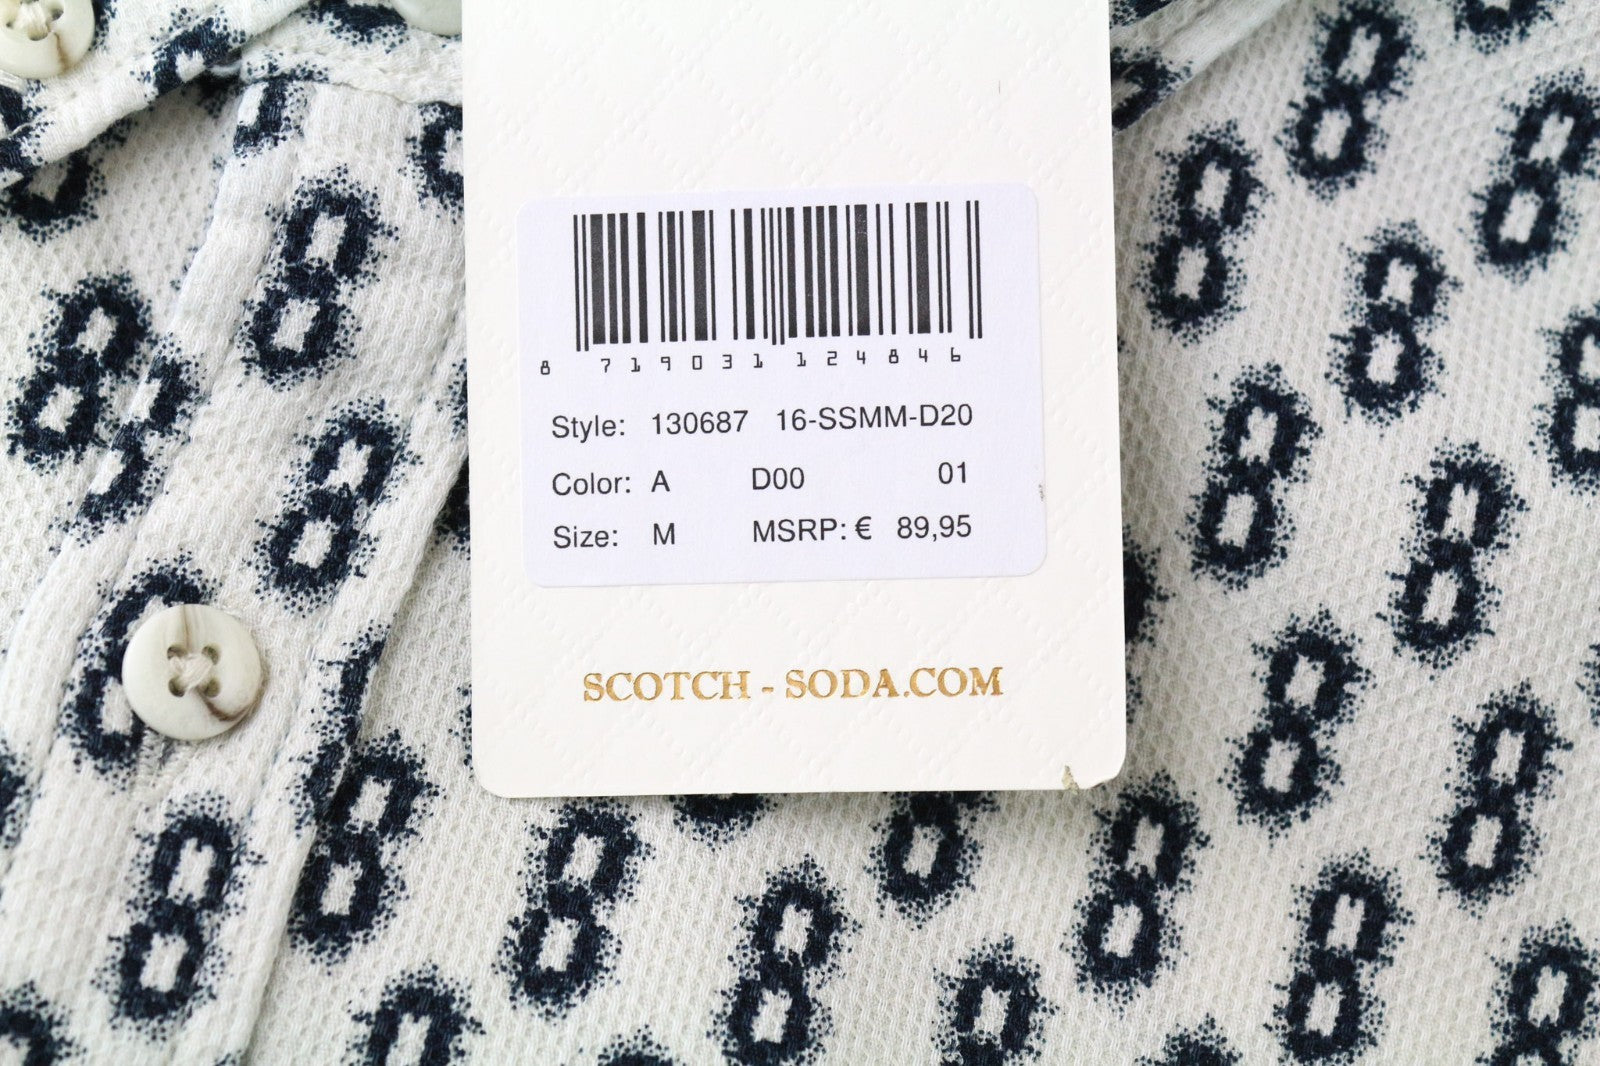 8 719031 124846
Style: 130687 16-SSMM-D20
Color: A D00 01
Size: M MSRP: € 89,95
SCOTCH - SODA.COM